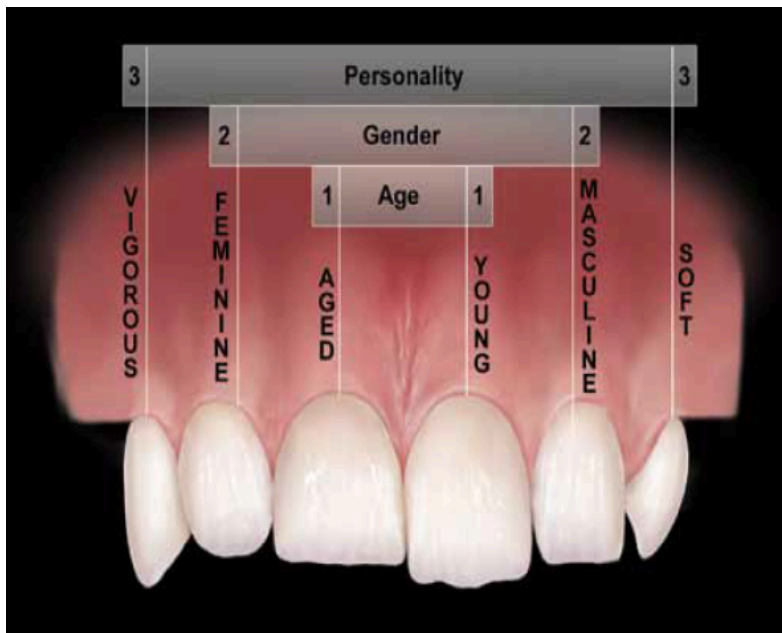 3 Personality 3
2 Gender 2
1 Age 1
VIGOROUS
FEMININE
AGED
YOUNG
MASCULINE
SOFT